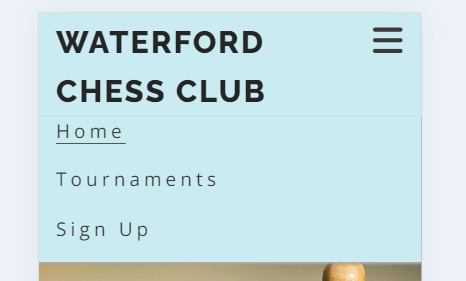 WATERFORD
CHESS CLUB
Home
Tournaments
Sign Up